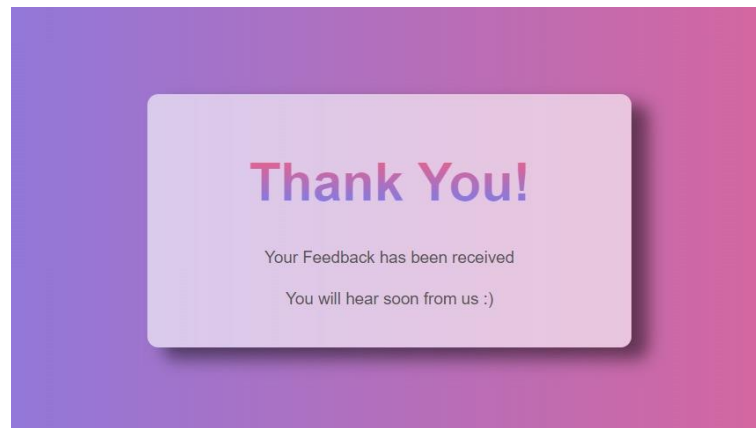 Thank You!
Your Feedback has been received
You will hear soon from us :)